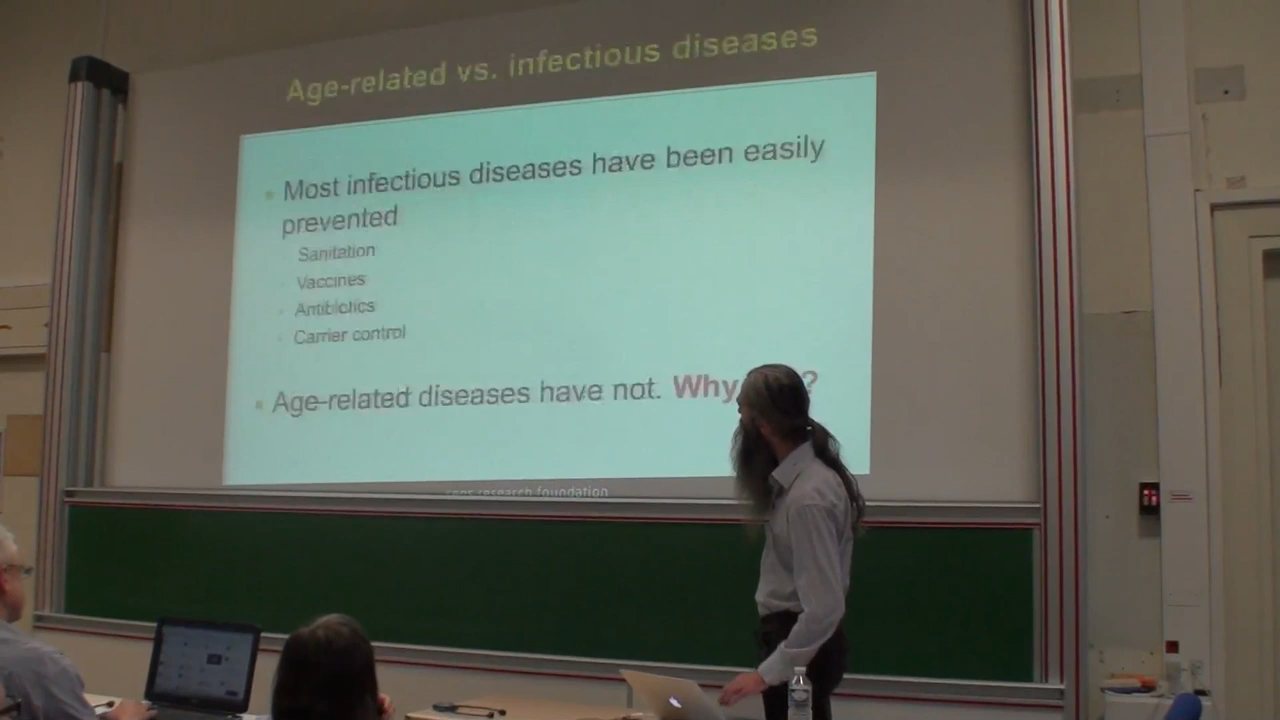 Age-related vs. infectious diseases
Most infectious diseases have been easily
prevented
Sanitation
Vaccines
Antibiotics
Carrier control
Age-related diseases have not. Why ?
sens research foundation